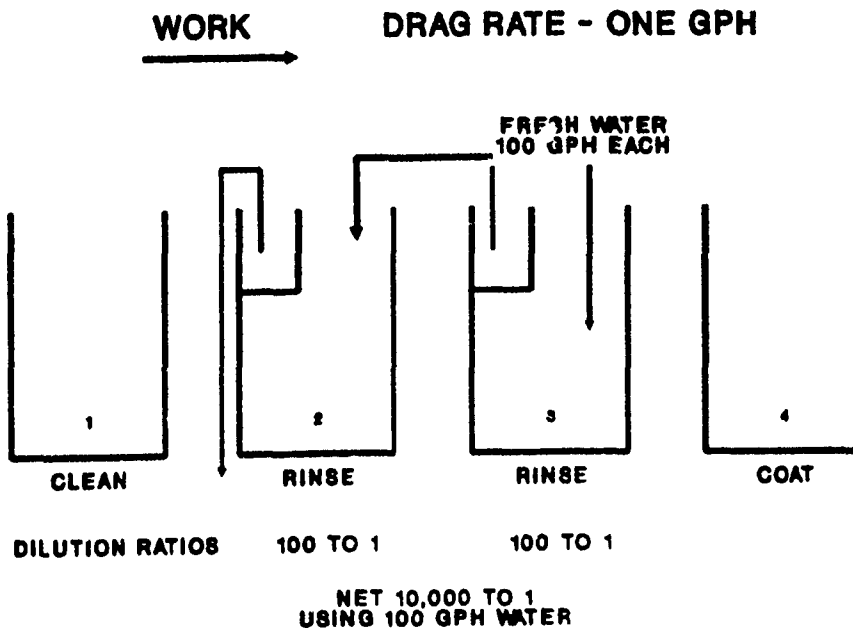 WORK DRAG RATE - ONE GPH
FRESH WATER
100 GPH EACH
1 2 3 4
CLEAN RINSE RINSE COAT
DILUTION RATIOS 100 TO 1 100 TO 1
NET 10,000 TO 1
USING 100 GPH WATER